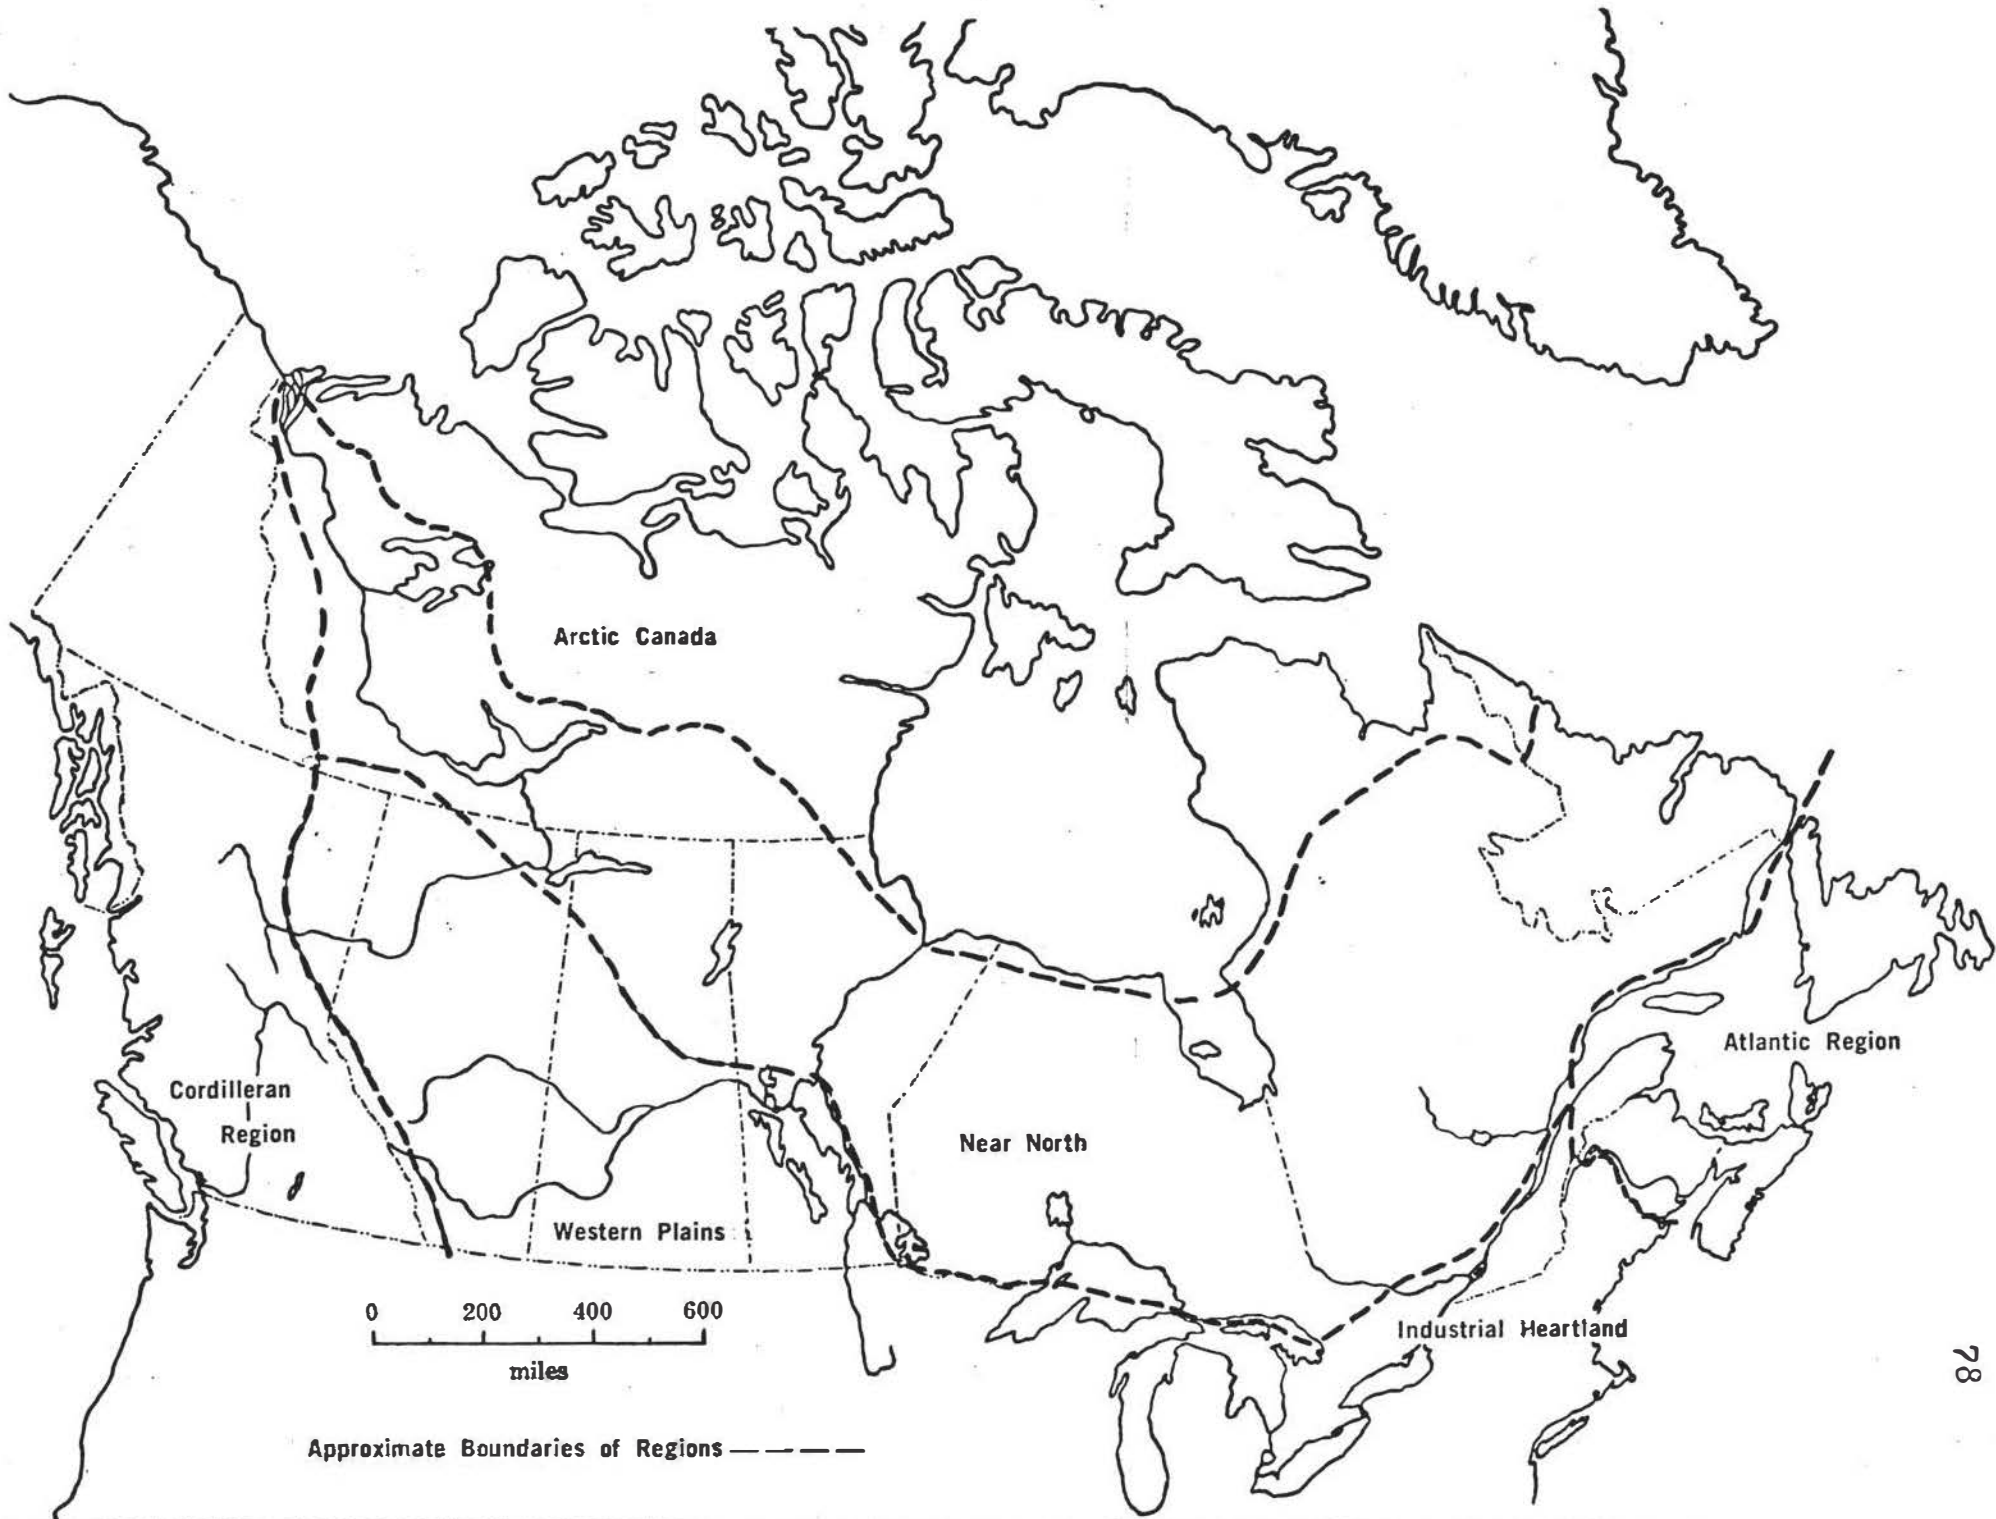 Arctic Canada
Atlantic Region
Cordilleran
Region
Near North
Western Plains
0 200 400 600
miles
Industrial Heartland
78
Approximate Boundaries of Regions